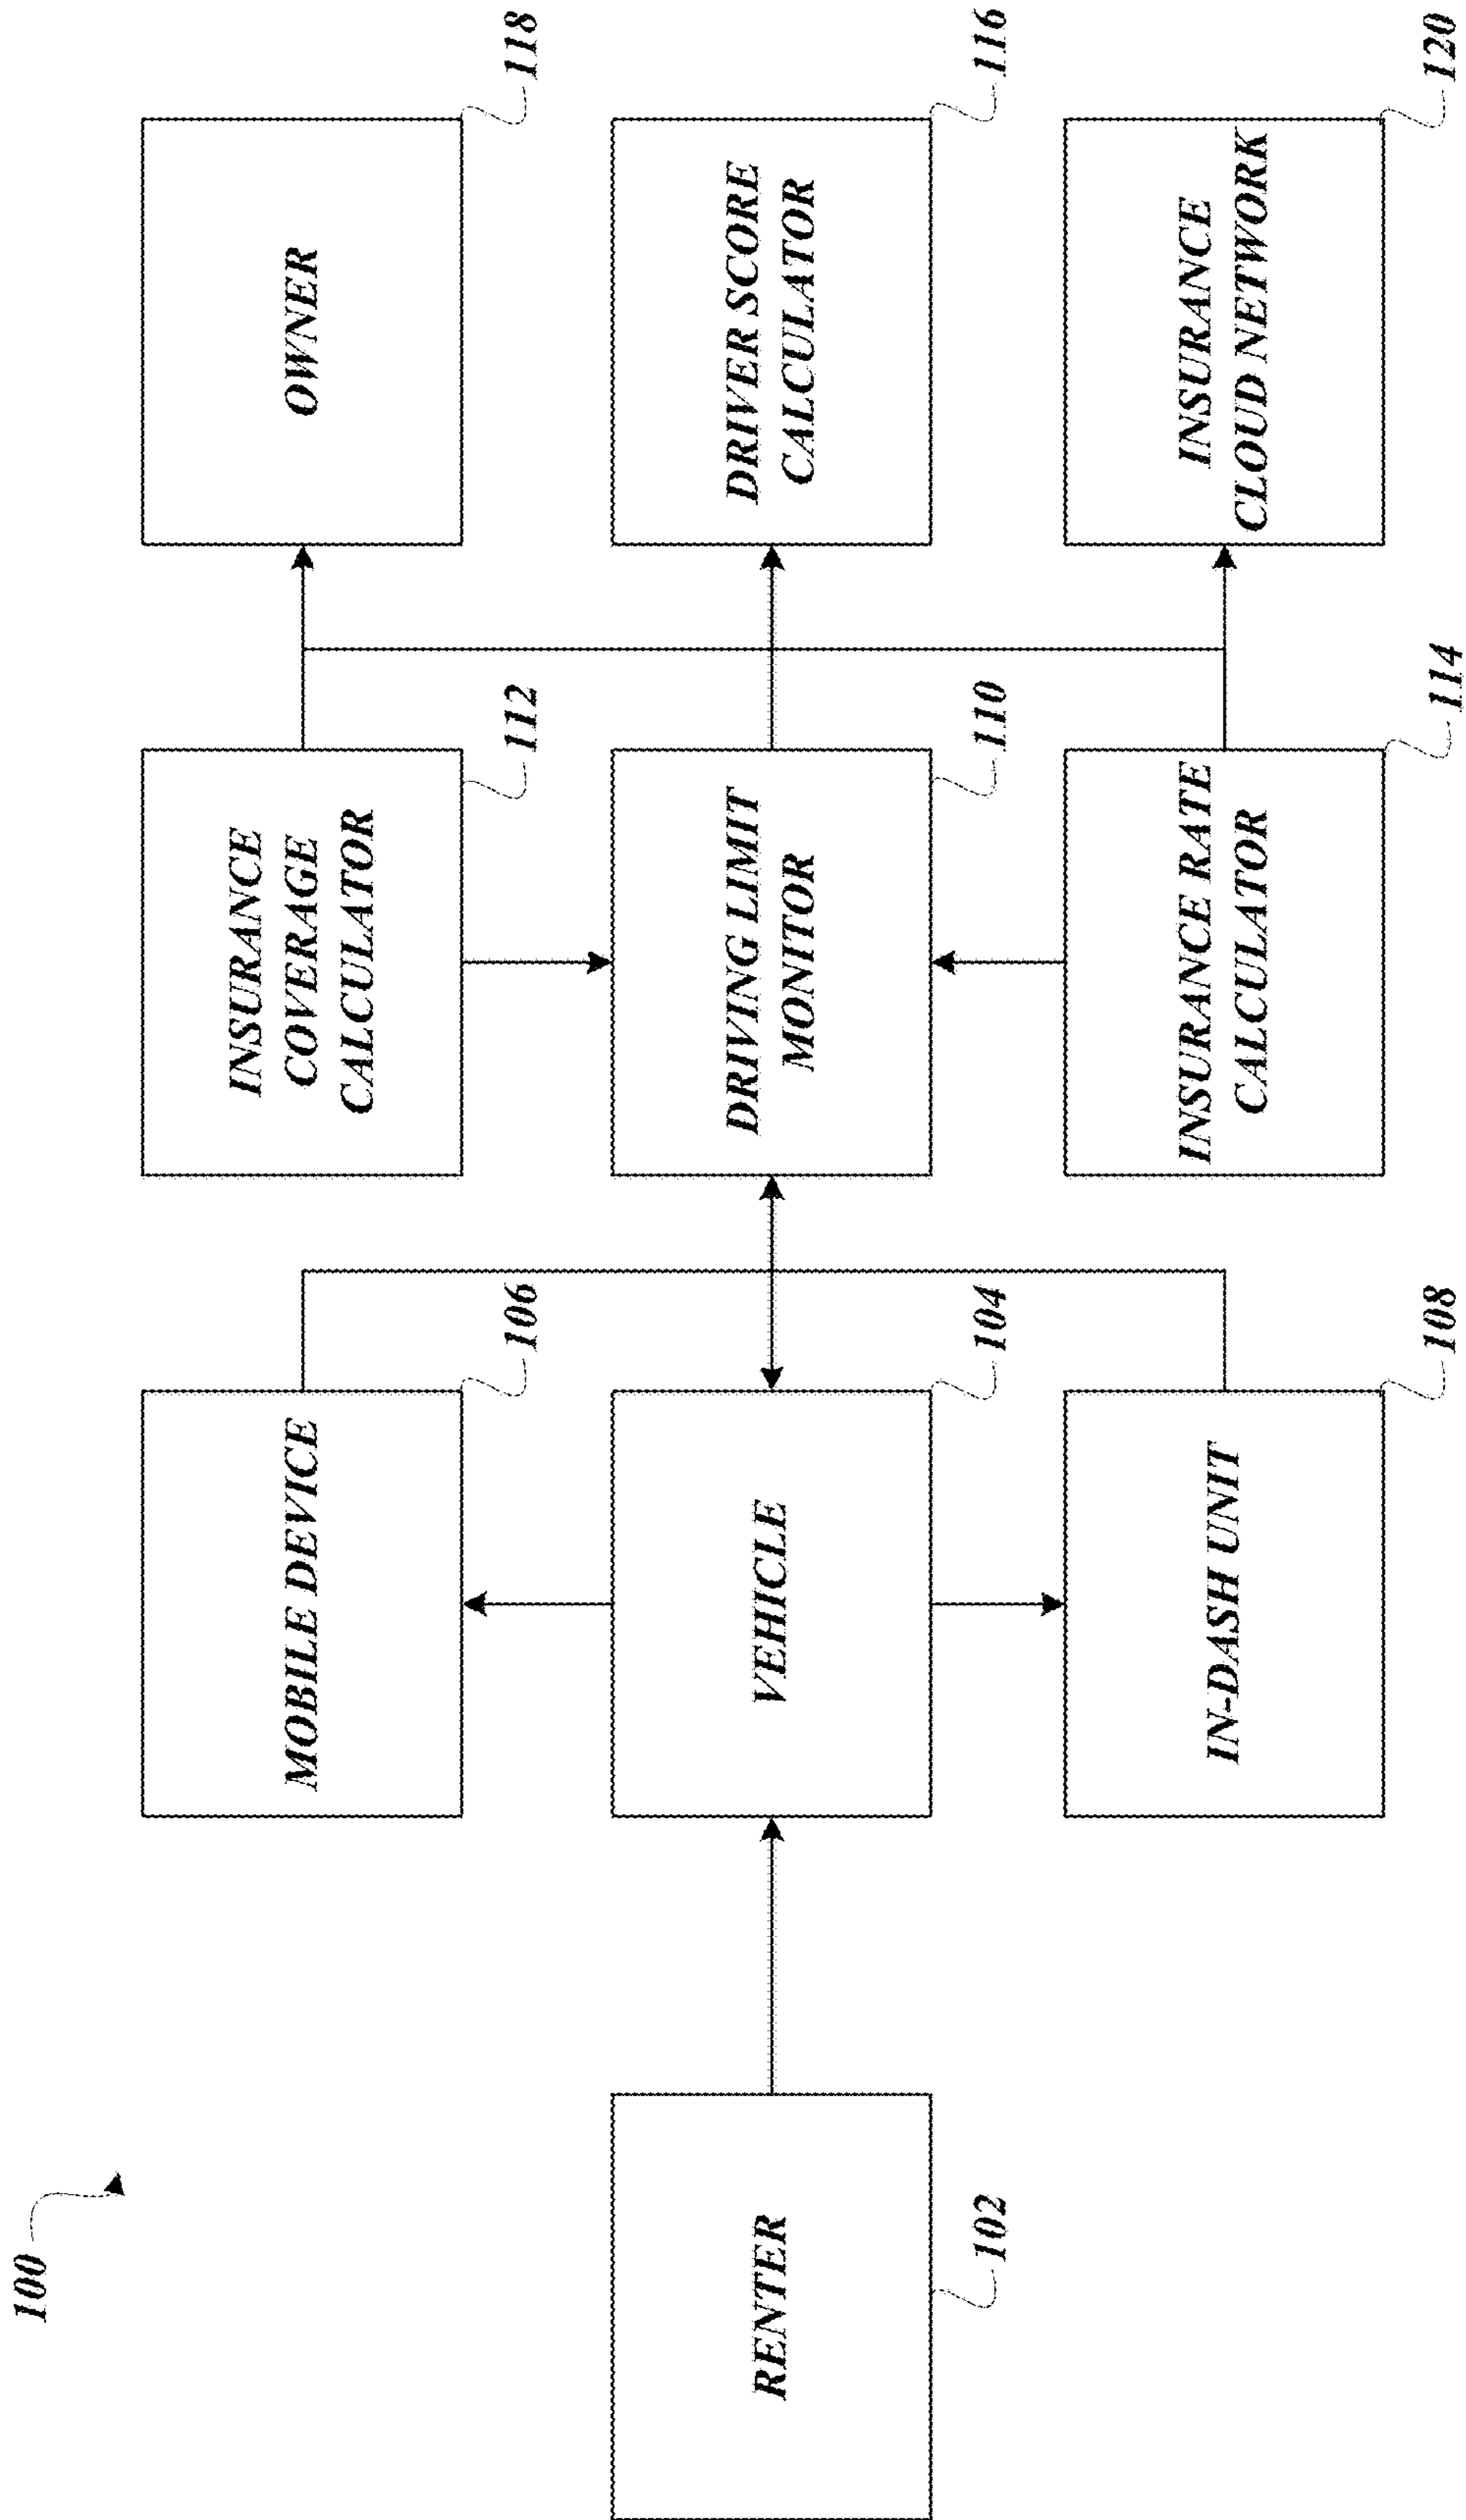 100
RENTER
102
MOBILE DEVICE
106
VEHICLE
104
IN-DASH UNIT
108
INSURANCE
COVERAGE
CALCULATOR
112
DRIVING LIMIT
MONITOR
110
INSURANCE RATE
CALCULATOR
114
OWNER
118
DRIVER SCORE
CALCULATOR
116
INSURANCE
CLOUD NETWORK
120